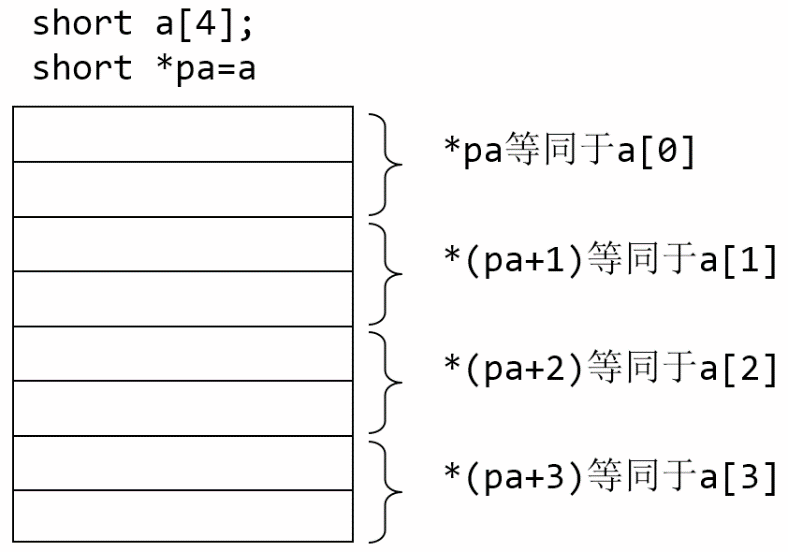 short a[4];
short *pa=a
*pa等同于a[0]
*(pa+1)等同于a[1]
*(pa+2)等同于a[2]
*(pa+3)等同于a[3]